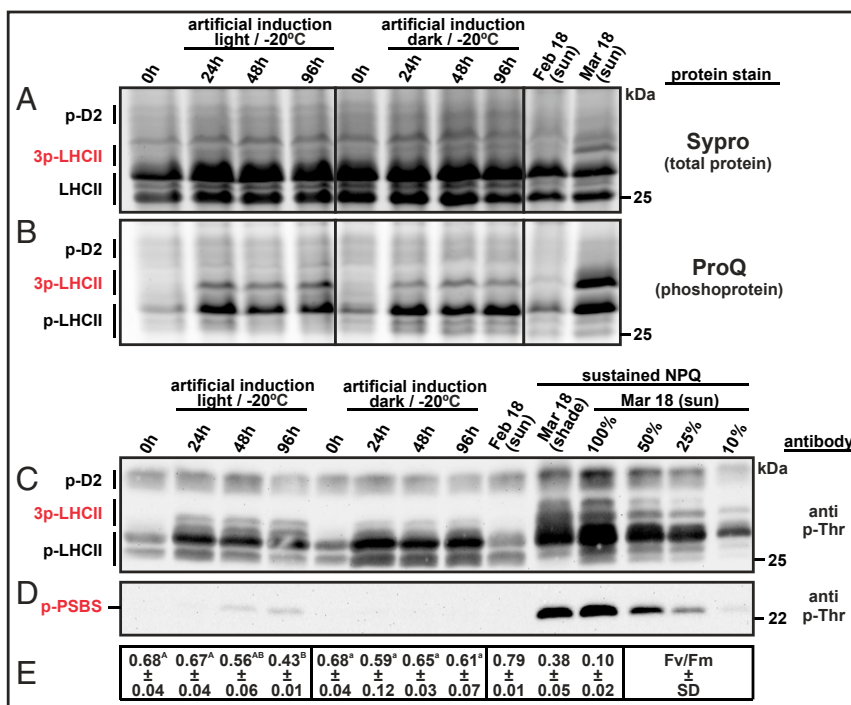 artificial induction
light / -20ºC
artificial induction
dark / -20ºC
0h
24h
48h
96h
0h
24h
48h
96h
Feb 18
(sun)
Mar 18
(sun)
kDa
protein stain
A
p-D2
3p-LHCII
LHCII
Sypro
(total protein)
25
B
p-D2
3p-LHCII
p-LHCII
ProQ
(phoshoprotein)
25
sustained NPQ
artificial induction
light / -20ºC
artificial induction
dark / -20ºC
Mar 18 (sun)
0h
24h
48h
96h
0h
24h
48h
96h
Feb 18
(sun)
Mar 18
(shade)
100%
50%
25%
10%
antibody
kDa
C
p-D2
3p-LHCII
p-LHCII
anti
p-Thr
25
D
p-PSBS
anti
p-Thr
22
E
0.68A 0.67A 0.56AB 0.43B 0.68a 0.59a 0.65a 0.61a 0.79 0.38 0.10 Fv/Fm
± ± ± ± ± ± ± ± ± ± ± ±
0.04 0.04 0.06 0.01 0.04 0.12 0.03 0.07 0.01 0.05 0.02 SD